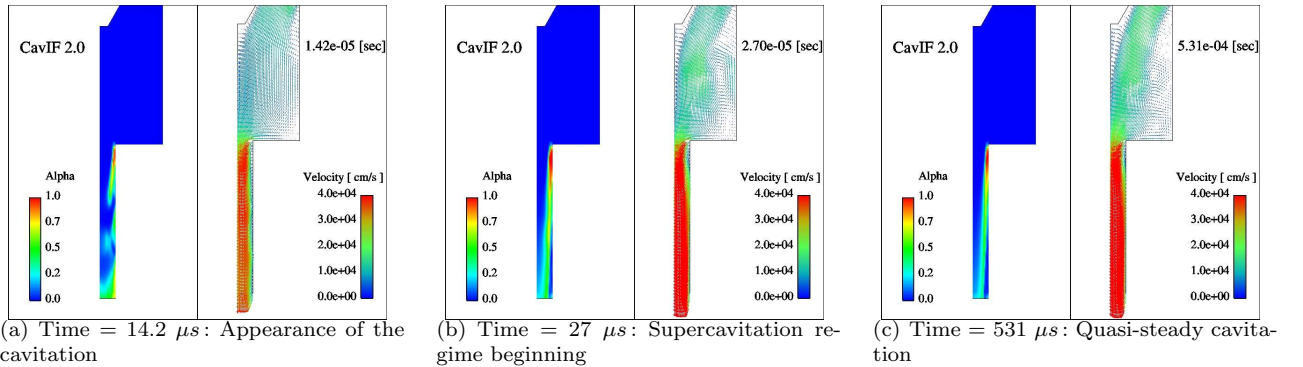 CavIF 2.0
1.42e-05 [sec]
Alpha
1.0
0.7
0.5
0.2
0.0
Velocity [ cm/s ]
4.0e+04
3.0e+04
2.0e+04
1.0e+04
0.0e+00
(a) Time = 14.2 μs: Appearance of the
cavitation
CavIF 2.0
2.70e-05 [sec]
Alpha
1.0
0.7
0.5
0.2
0.0
Velocity [ cm/s ]
4.0e+04
3.0e+04
2.0e+04
1.0e+04
0.0e+00
(b) Time = 27 μs: Supercavitation re-
gime beginning
CavIF 2.0
5.31e-04 [sec]
Alpha
1.0
0.7
0.5
0.2
0.0
Velocity [ cm/s ]
4.0e+04
3.0e+04
2.0e+04
1.0e+04
0.0e+00
(c) Time = 531 μs: Quasi-steady cavita-
tion